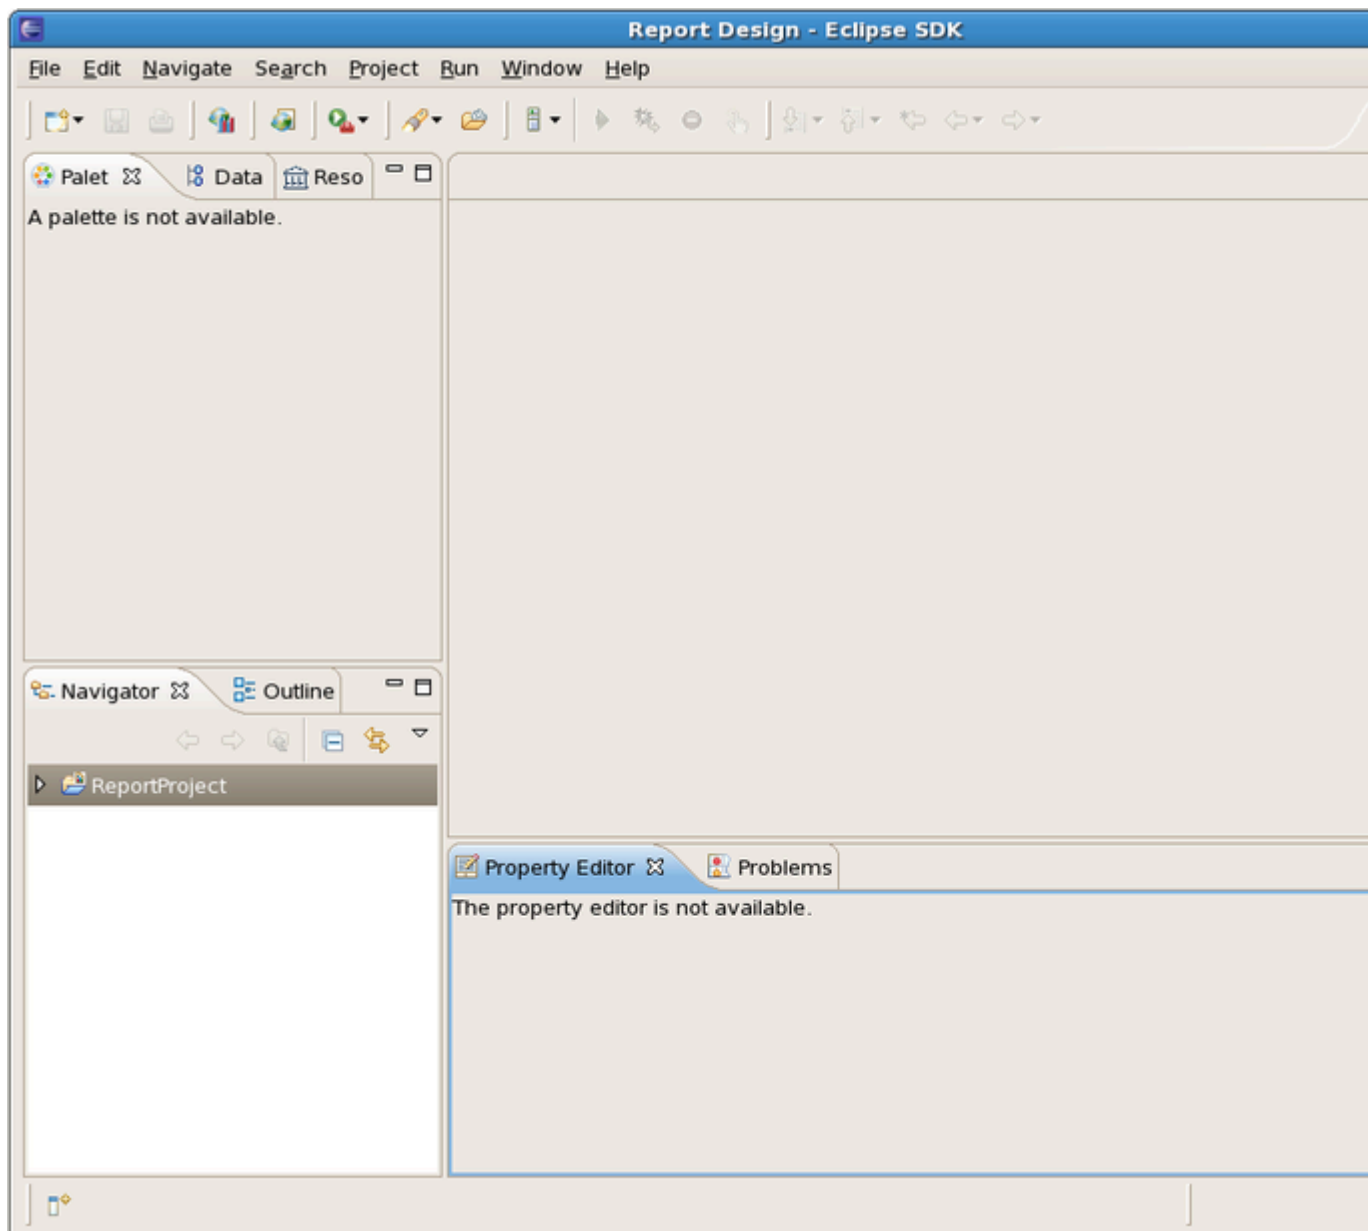 Report Design - Eclipse SDK
File Edit Navigate Search Project Run Window Help
Palet Data Reso
A palette is not available.
Navigator Outline
ReportProject
Property Editor Problems
The property editor is not available.